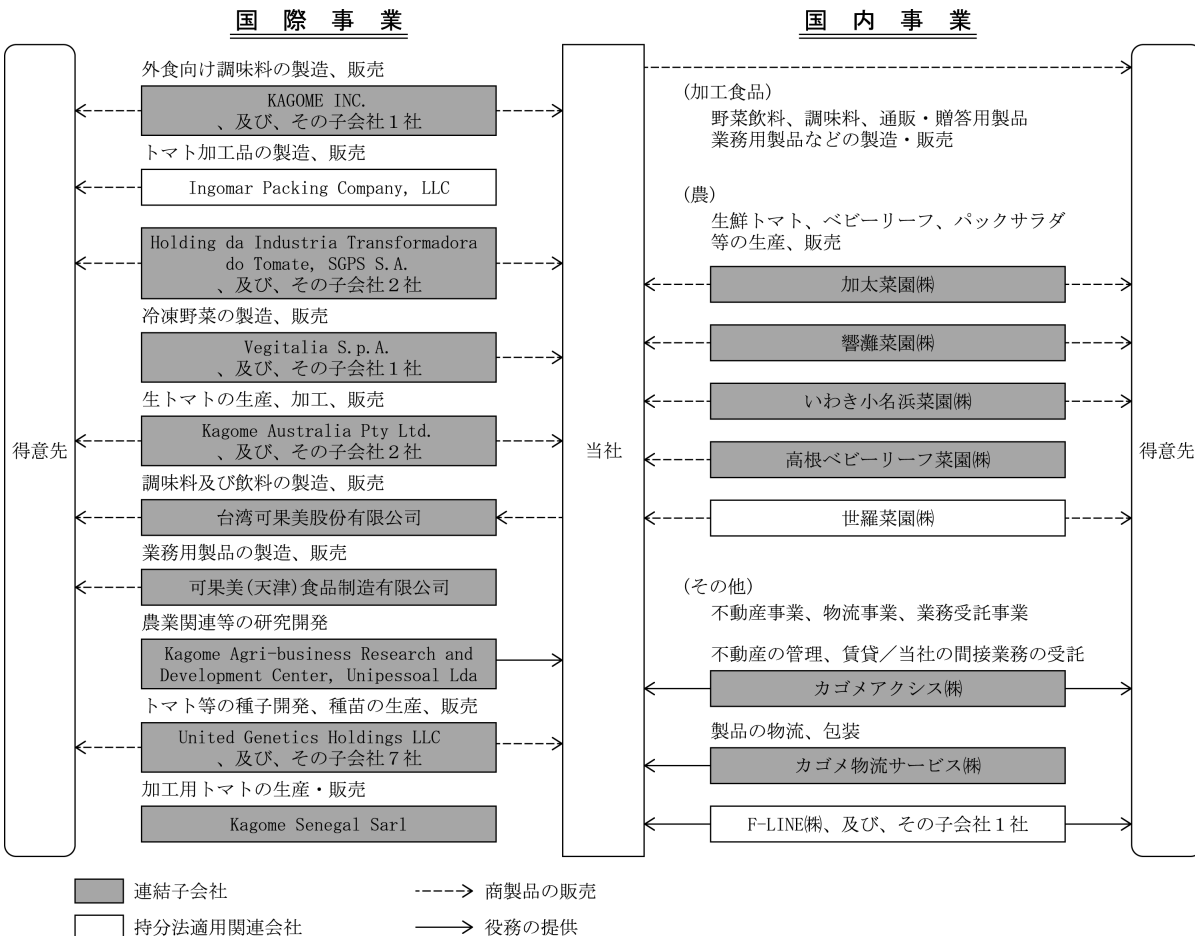 国際事業
国内事業
得意先
外食向け調味料の製造、販売
KAGOME INC.
、及び、その子会社1社
トマト加工品の製造、販売
Ingomar Packing Company, LLC
Holding da Industria Transformadora
do Tomate, SGPS S.A.
、及び、その子会社2社
冷凍野菜の製造、販売
Vegitalia S.p.A.
、及び、その子会社1社
生トマトの生産、加工、販売
Kagome Australia Pty Ltd.
、及び、その子会社2社
調味料及び飲料の製造、販売
台湾可果美股份有限公司
業務用製品の製造、販売
可果美(天津)食品制造有限公司
農業関連等の研究開発
Kagome Agri-business Research and
Development Center, Unipessoal Lda
トマト等の種子開発、種苗の生産、販売
United Genetics Holdings LLC
、及び、その子会社7社
加工用トマトの生産・販売
Kagome Senegal Sarl
当社
(加工食品)
野菜飲料、調味料、通販・贈答用製品
業務用製品などの製造・販売
(農)
生鮮トマト、ベビーリーフ、パックサラダ
等の生産、販売
加太菜園㈱
響灘菜園㈱
いわき小名浜菜園㈱
高根ベビーリーフ菜園㈱
世羅菜園㈱
(その他)
不動産事業、物流事業、業務受託事業
不動産の管理、賃貸／当社の間接業務の受託
カゴメアクシス㈱
製品の物流、包装
カゴメ物流サービス㈱
F-LINE㈱、及び、その子会社1社
得意先
連結子会社
商製品の販売
持分法適用関連会社
役務の提供